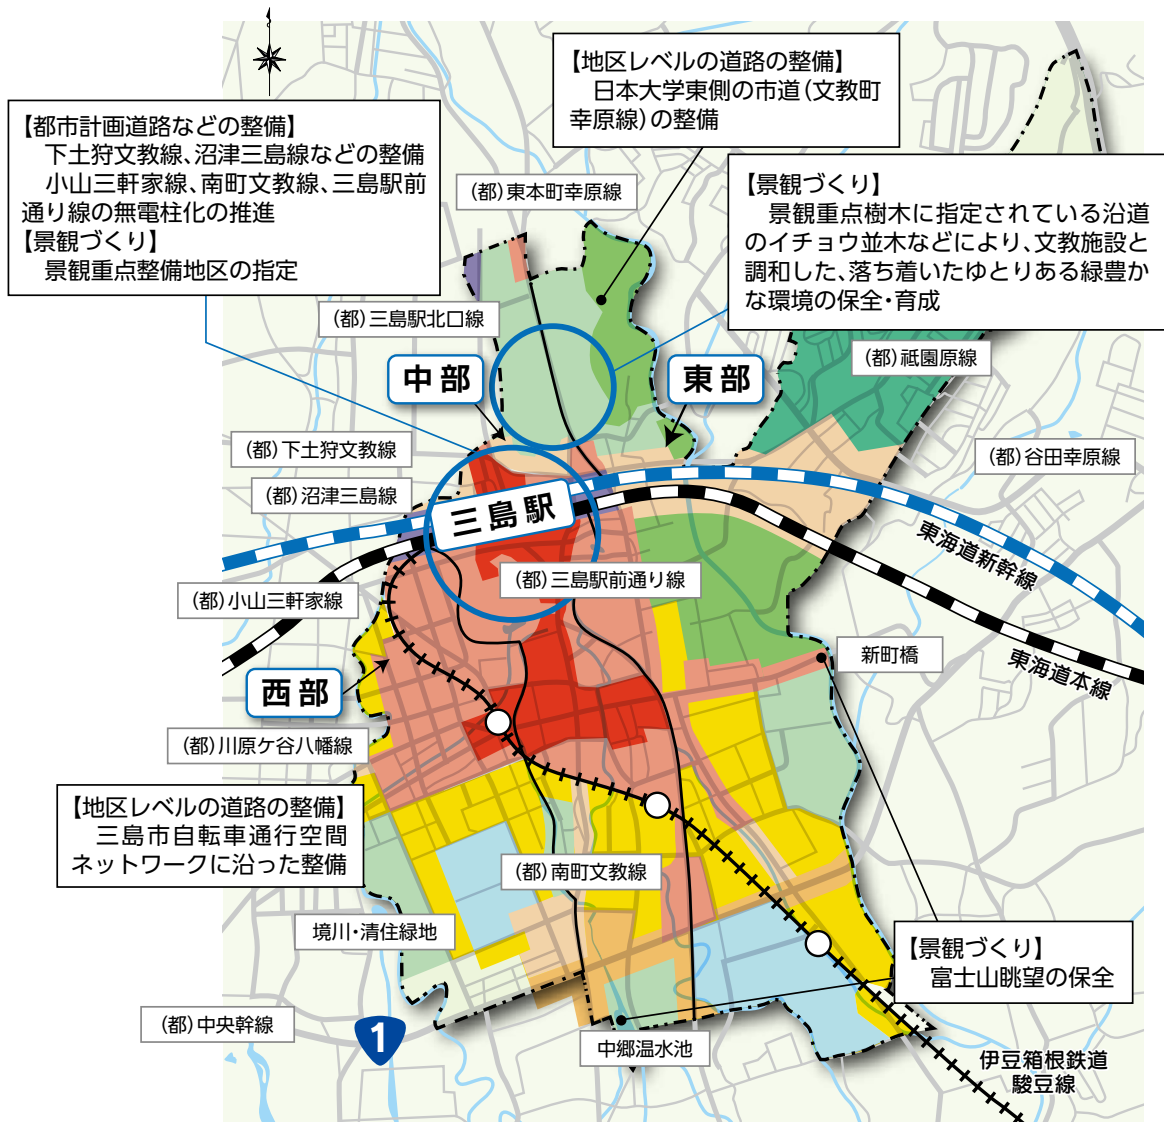 【地区レベルの道路の整備】
日本大学東側の市道（文教町
幸原線）の整備
【都市計画道路などの整備】
下土狩文教線、沼津三島線などの整備
小山三軒家線、南町文教線、三島駅前
通り線の無電柱化の推進
【景観づくり】
景観重点整備地区の指定
【景観づくり】
景観重点樹木に指定されている沿道
のイチョウ並木などにより、文教施設と
調和した、落ち着いたゆとりある緑豊か
な環境の保全・育成
（都）東本町幸原線
（都）三島駅北口線
（都）祗園原線
中部
東部
（都）下土狩文教線
（都）谷田幸原線
（都）沼津三島線
三島駅
東海道新幹線
（都）三島駅前通り線
（都）小山三軒家線
新町橋
東海道本線
西部
（都）川原ケ谷八幡線
【地区レベルの道路の整備】
三島市自転車通行空間
ネットワークに沿った整備
（都）南町文教線
境川・清住緑地
【景観づくり】
富士山眺望の保全
（都）中央幹線
1
中郷温水池
伊豆箱根鉄道
駿豆線